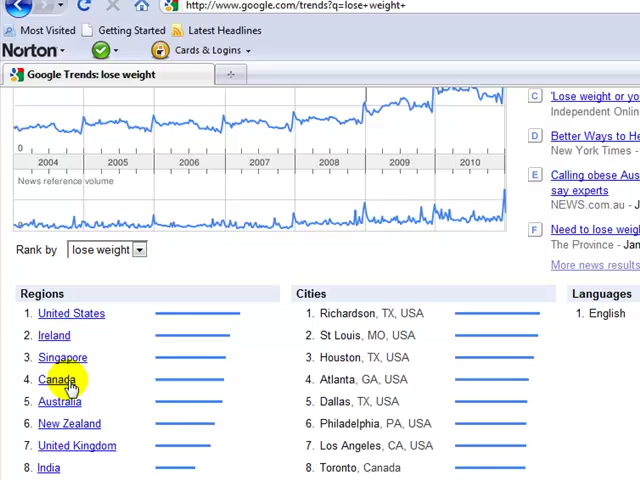 http://www.google.com/trends?q=lose+weight+
Most Visited Getting Started Latest Headlines
Norton Cards & Logins
Google Trends: lose weight
0
2004 2005 2006 2007 2008 2009 2010
News reference volume
0
Rank by lose weight
C 'Lose weight or yo
Independent Online
D Better Ways to He
New York Times -
E Calling obese Aus
say experts
NEWS.com.au - J
F Need to lose weigh
The Province - Jan
More news results
Regions
1. United States
2. Ireland
3. Singapore
4. Canada
5. Australia
6. New Zealand
7. United Kingdom
8. India
Cities
1. Richardson, TX, USA
2. St Louis, MO, USA
3. Houston, TX, USA
4. Atlanta, GA, USA
5. Dallas, TX, USA
6. Philadelphia, PA, USA
7. Los Angeles, CA, USA
8. Toronto, Canada
Languages
1. English